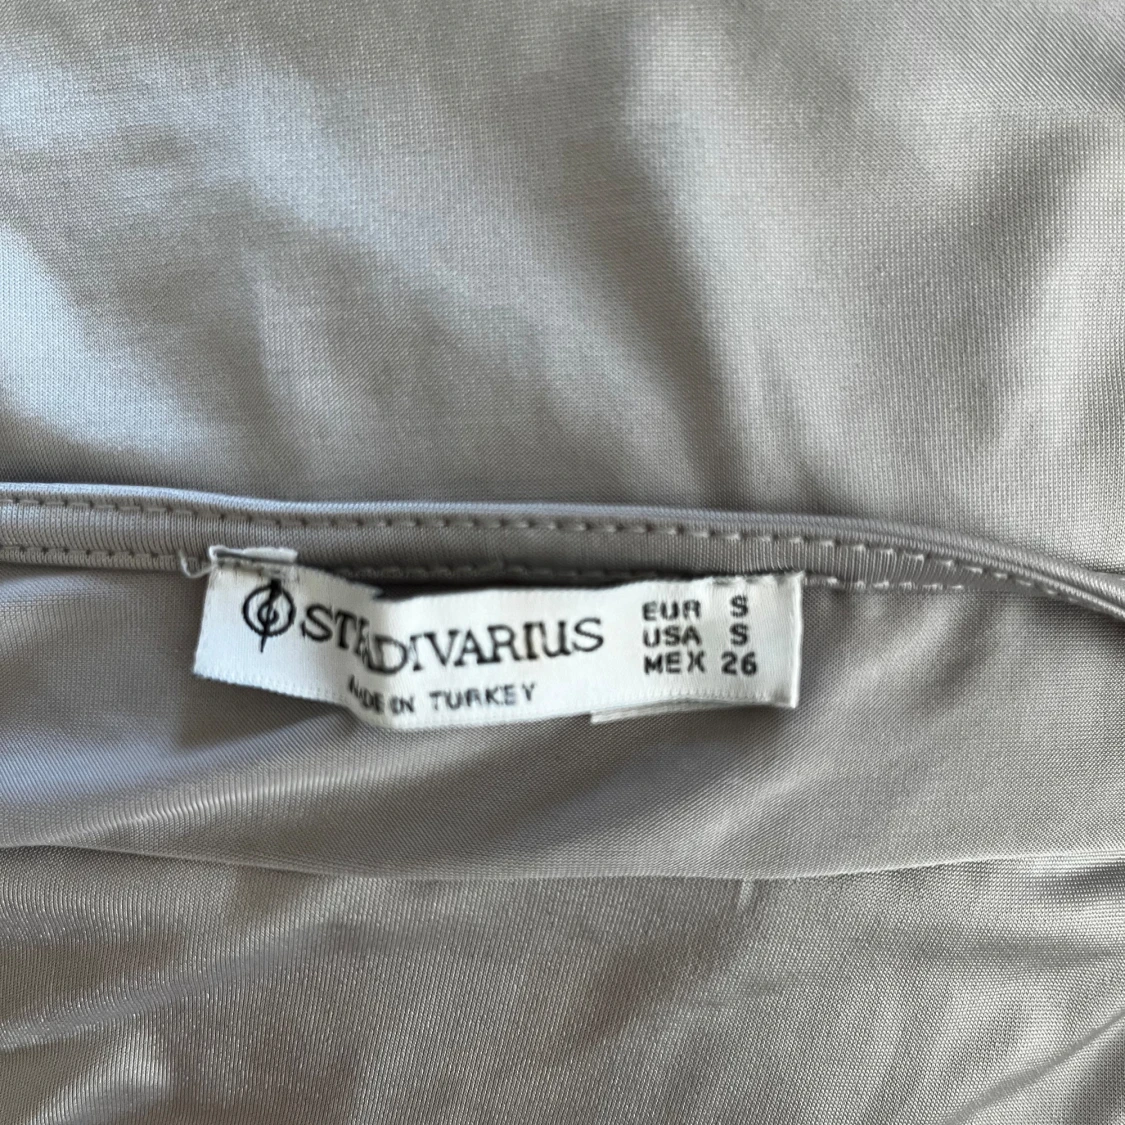 STRADIVARIUS
MADE IN TURKEY
EUR S
USA S
MEX 26